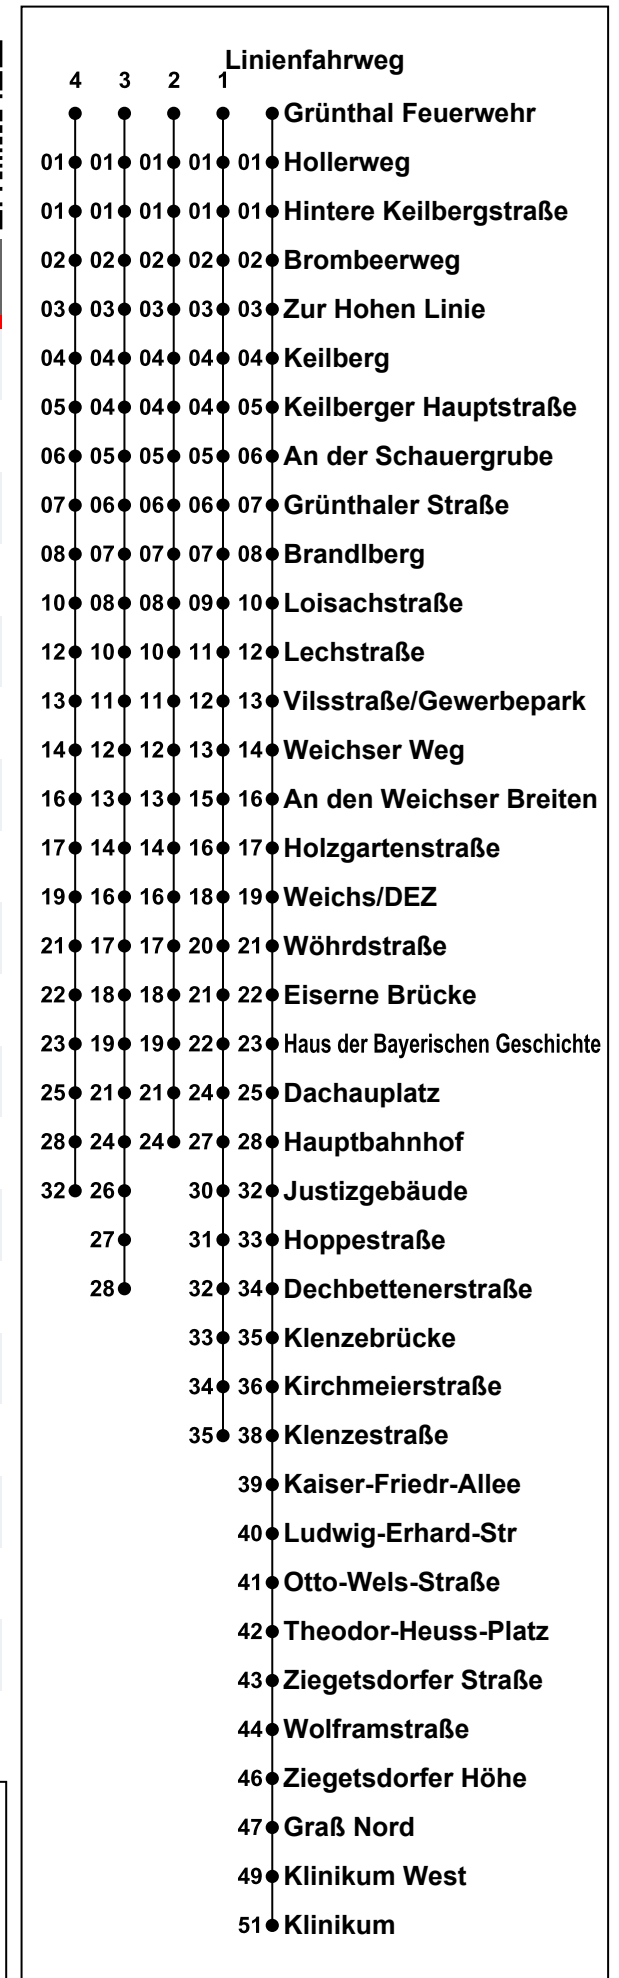 Linienfahrweg
4 3 2 1
Grünthal Feuerwehr
01 01 01 01 01 Hollerweg
01 01 01 01 01 Hintere Keilbergstraße
02 02 02 02 02 Brombeerweg
03 03 03 03 03 Zur Hohen Linie
04 04 04 04 04 Keilberg
05 04 04 04 05 Keilberger Hauptstraße
06 05 05 05 06 An der Schauergrube
07 06 06 06 07 Grünthaler Straße
08 07 07 07 08 Brandlberg
10 08 08 09 10 Loisachstraße
12 10 10 11 12 Lechstraße
13 11 11 12 13 Vilsstraße/Gewerbepark
14 12 12 13 14 Weichser Weg
16 13 13 15 16 An den Weichser Breiten
17 14 14 16 17 Holzgartenstraße
19 16 16 18 19 Weichs/DEZ
21 17 17 20 21 Wöhrdstraße
22 18 18 21 22 Eiserne Brücke
23 19 19 22 23 Haus der Bayerischen Geschichte
25 21 21 24 25 Dachauplatz
28 24 24 27 28 Hauptbahnhof
32 26 30 32 Justizgebäude
27 31 33 Hoppestraße
28 32 34 Dechbettenerstraße
33 35 Klenzebrücke
34 36 Kirchmeierstraße
35 38 Klenzestraße
39 Kaiser-Friedr-Allee
40 Ludwig-Erhard-Str
41 Otto-Wels-Straße
42 Theodor-Heuss-Platz
43 Ziegetsdorfer Straße
44 Wolframstraße
46 Ziegetsdorfer Höhe
47 Graß Nord
49 Klinikum West
51 Klinikum